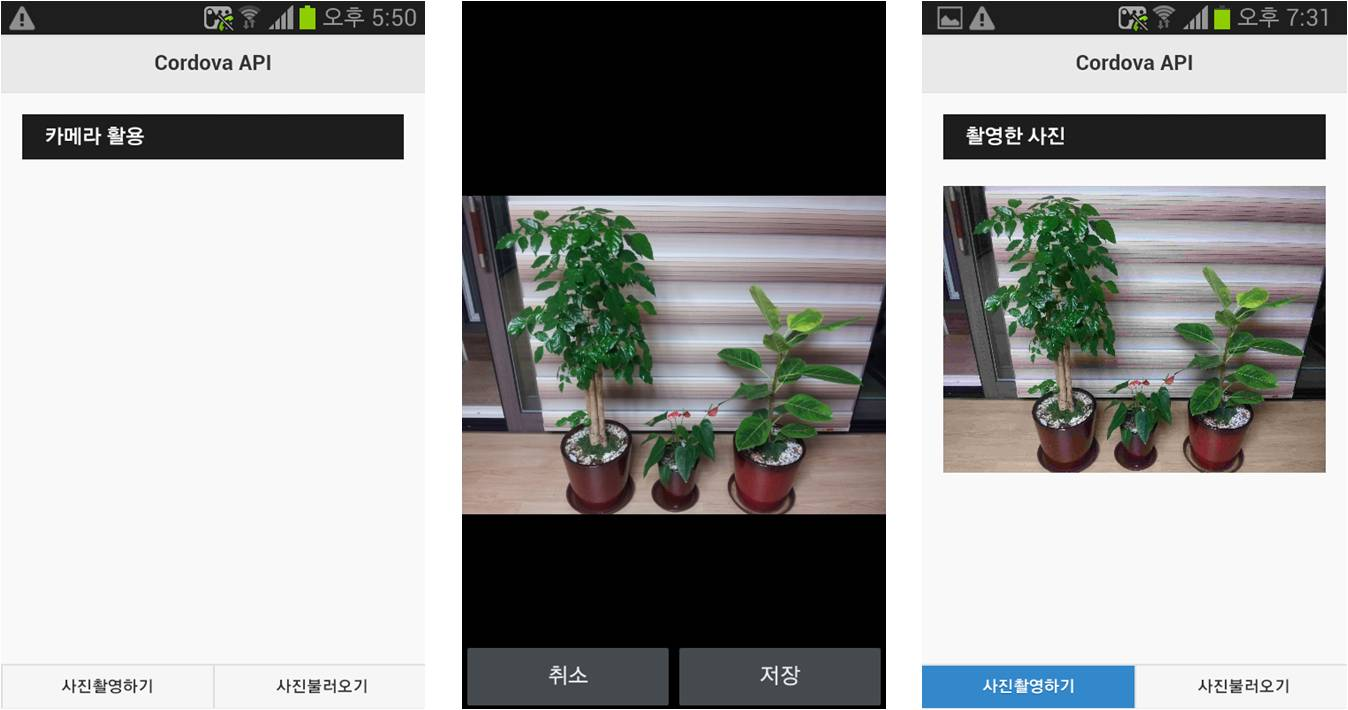 오후 5:50
Cordova API
카메라 활용
사진촬영하기
사진불러오기
취소
저장
오후 7:31
Cordova API
촬영한 사진
사진촬영하기
사진불러오기